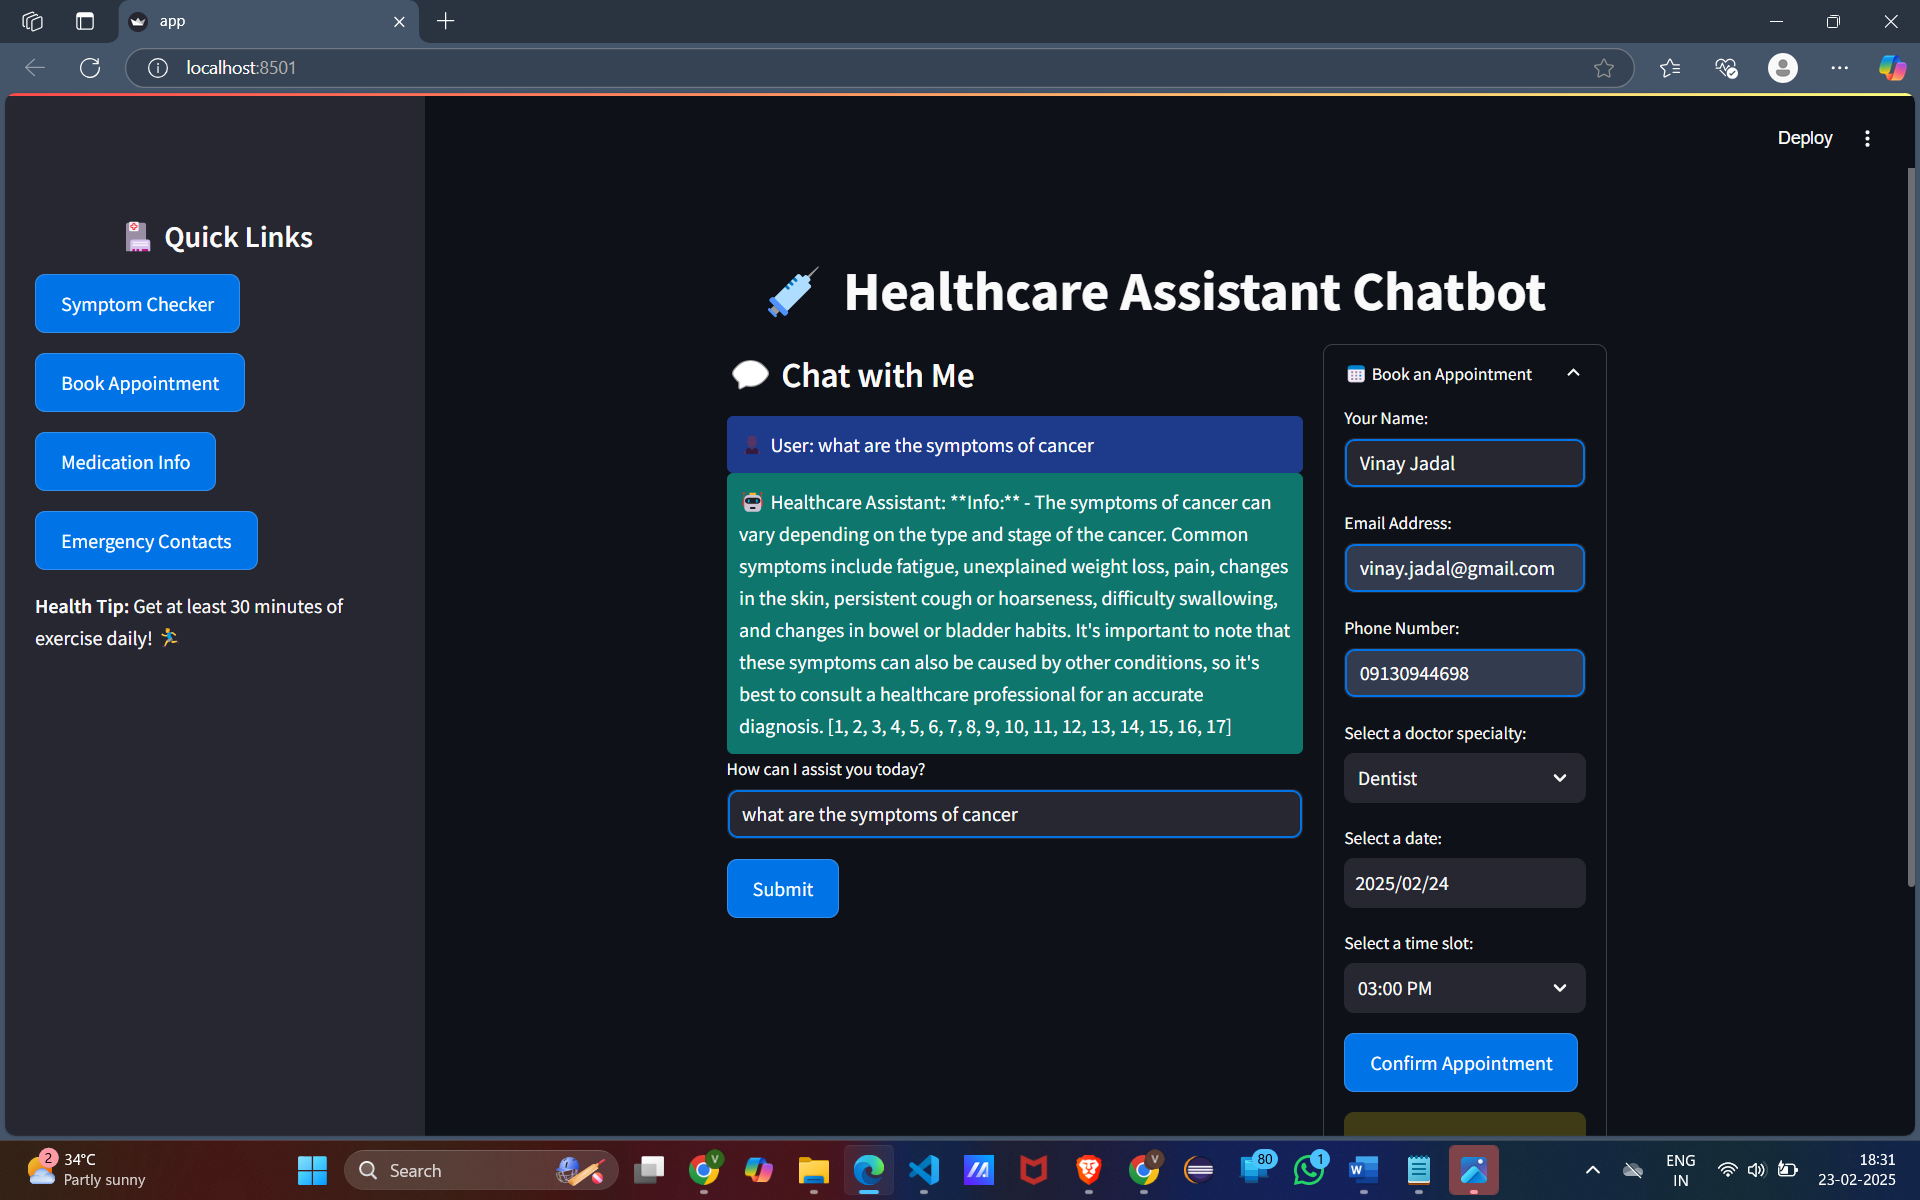 app
localhost:8501
Deploy
Quick Links
Symptom Checker
Book Appointment
Medication Info
Emergency Contacts
Health Tip: Get at least 30 minutes of
exercise daily!
Healthcare Assistant Chatbot
Chat with Me
User: what are the symptoms of cancer
Healthcare Assistant: **Info:** - The symptoms of cancer can
vary depending on the type and stage of the cancer. Common
symptoms include fatigue, unexplained weight loss, pain, changes
in the skin, persistent cough or hoarseness, difficulty swallowing,
and changes in bowel or bladder habits. It's important to note that
these symptoms can also be caused by other conditions, so it's
best to consult a healthcare professional for an accurate
diagnosis. [1, 2, 3, 4, 5, 6, 7, 8, 9, 10, 11, 12, 13, 14, 15, 16, 17]
How can I assist you today?
what are the symptoms of cancer
Submit
Book an Appointment
Your Name:
Vinay Jadal
Email Address:
vinay.jadal@gmail.com
Phone Number:
09130944698
Select a doctor specialty:
Dentist
Select a date:
2025/02/24
Select a time slot:
03:00 PM
Confirm Appointment
2
34°C
Partly sunny
Search
V
V
80
1
W
ENG
IN
18:31
23-02-2025